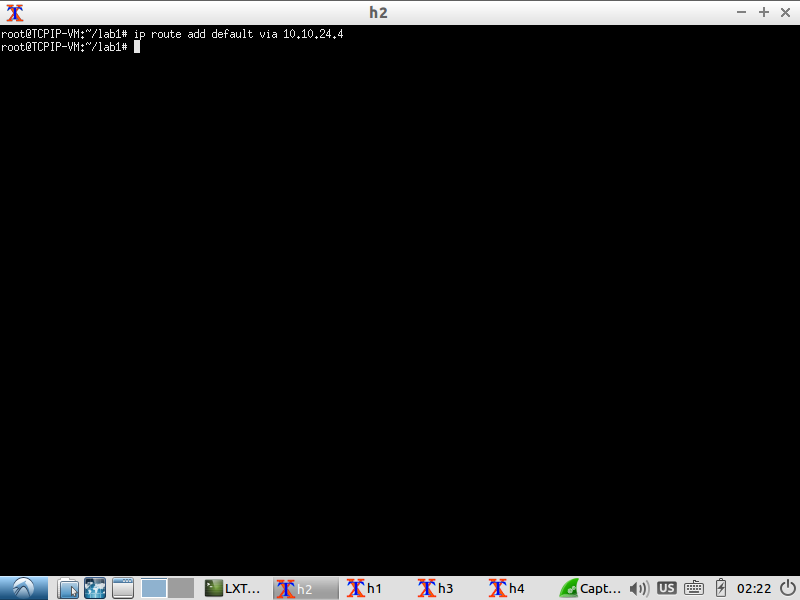 h2
root@TCPIP-VM:~/lab1# ip route add default via 10.10.24.4
root@TCPIP-VM:~/lab1#
LXT... h2 h1 h3 h4 Capt... US 02:22